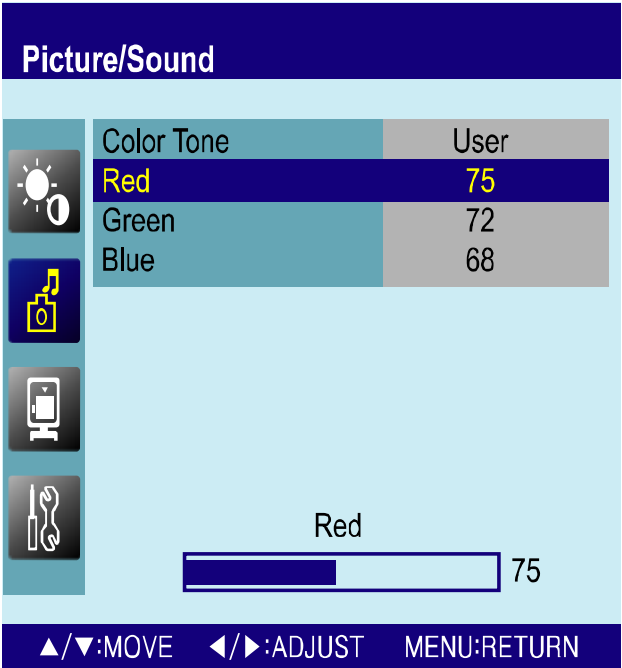 Picture/Sound
Color Tone User
Red 75
Green 72
Blue 68
Red
75
▲/▼:MOVE ◀/▶:ADJUST MENU:RETURN